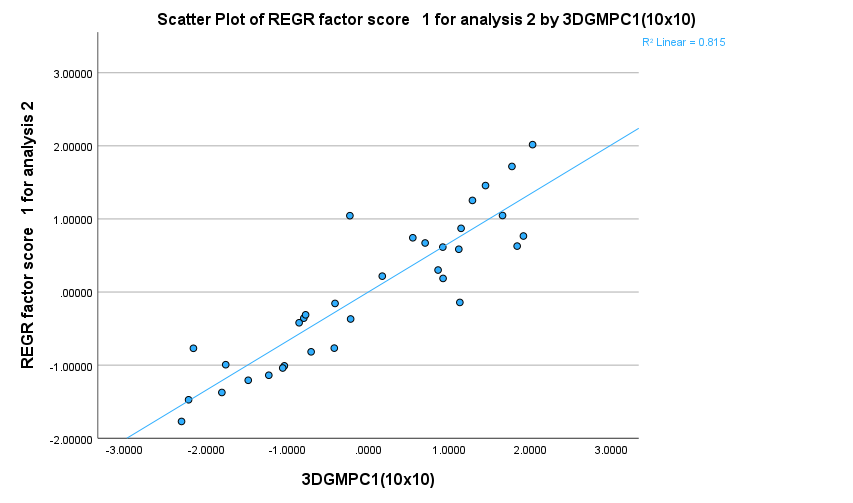 Scatter Plot of REGR factor score   1 for analysis 2 by 3DGMPC1(10x10)
R² Linear = 0.815
REGR factor score   1 for analysis 2
3.00000
2.00000
1.00000
.00000
-1.00000
-2.00000
-3.0000 -2.0000 -1.0000 .0000 1.0000 2.0000 3.0000
3DGMPC1(10x10)